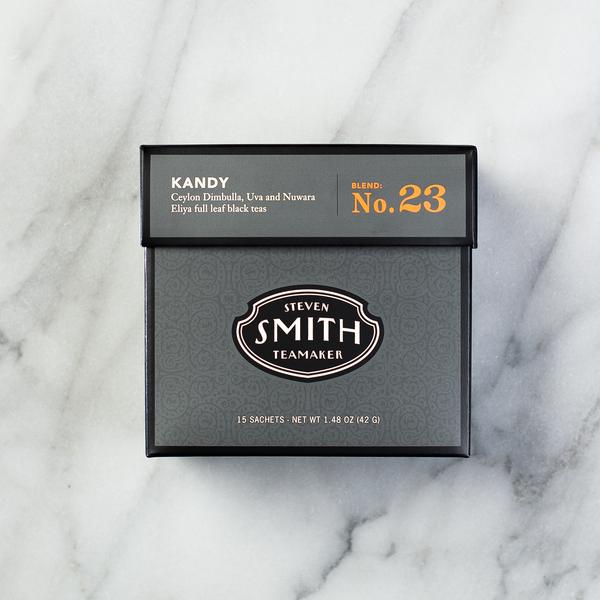 KANDY
Ceylon Dimbulla, Uva and Nuwara
Eliya full leaf black teas
BLEND:
No. 23
STEVEN
SMITH
TEAMAKER
15 SACHETS - NET WT 1.48 OZ (42 G)